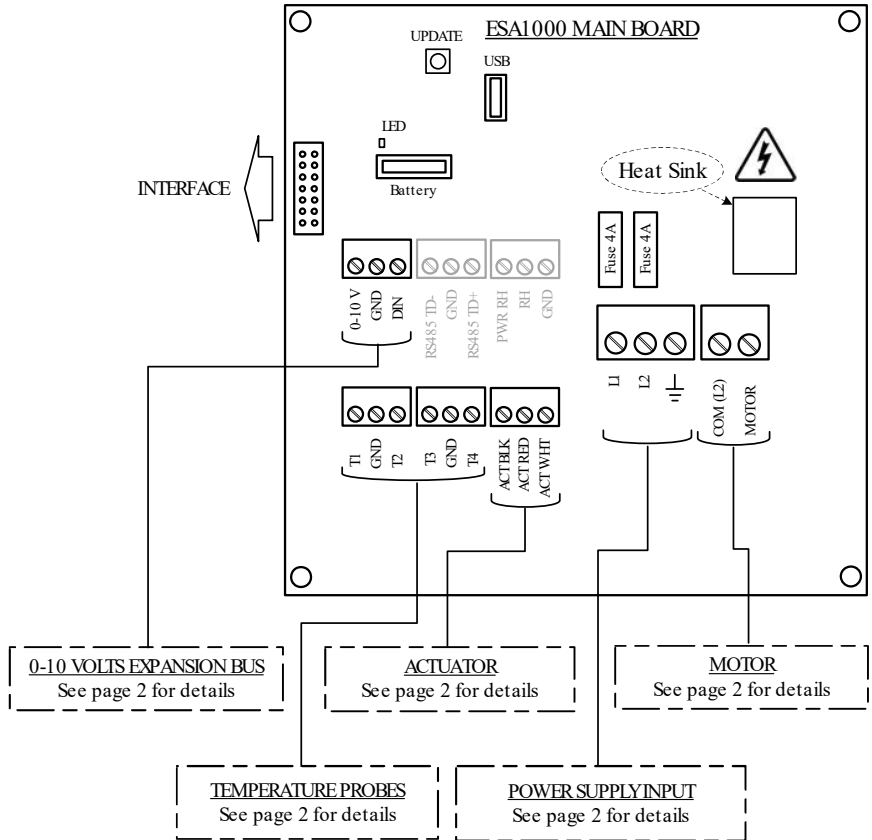 ESA1000 MAIN BOARD
UPDATE
USB
LED
Battery
INTERFACE
Heat Sink
Fuse 4A
Fuse 4A
0-10 V
GND
DIN
RS485 TD-
GND
RS485 TD+
PWR RH
RH
GND
L1
L2
COM (L2)
MOTOR
T1
GND
T2
T3
GND
T4
ACT BLK
ACT RED
ACT WHT
0-10 VOLTS EXPANSION BUS
See page 2 for details
ACTUATOR
See page 2 for details
MOTOR
See page 2 for details
TEMPERATURE PROBES
See page 2 for details
POWER SUPPLY INPUT
See page 2 for details